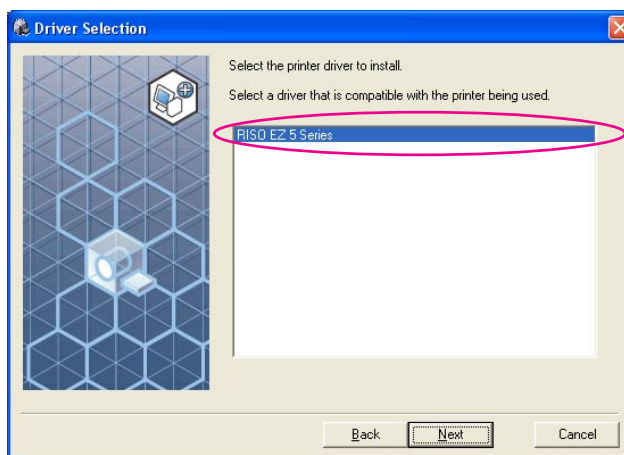 Driver Selection
Select the printer driver to install.
Select a driver that is compatible with the printer being used.
RISO EZ 5 Series
Back Next Cancel